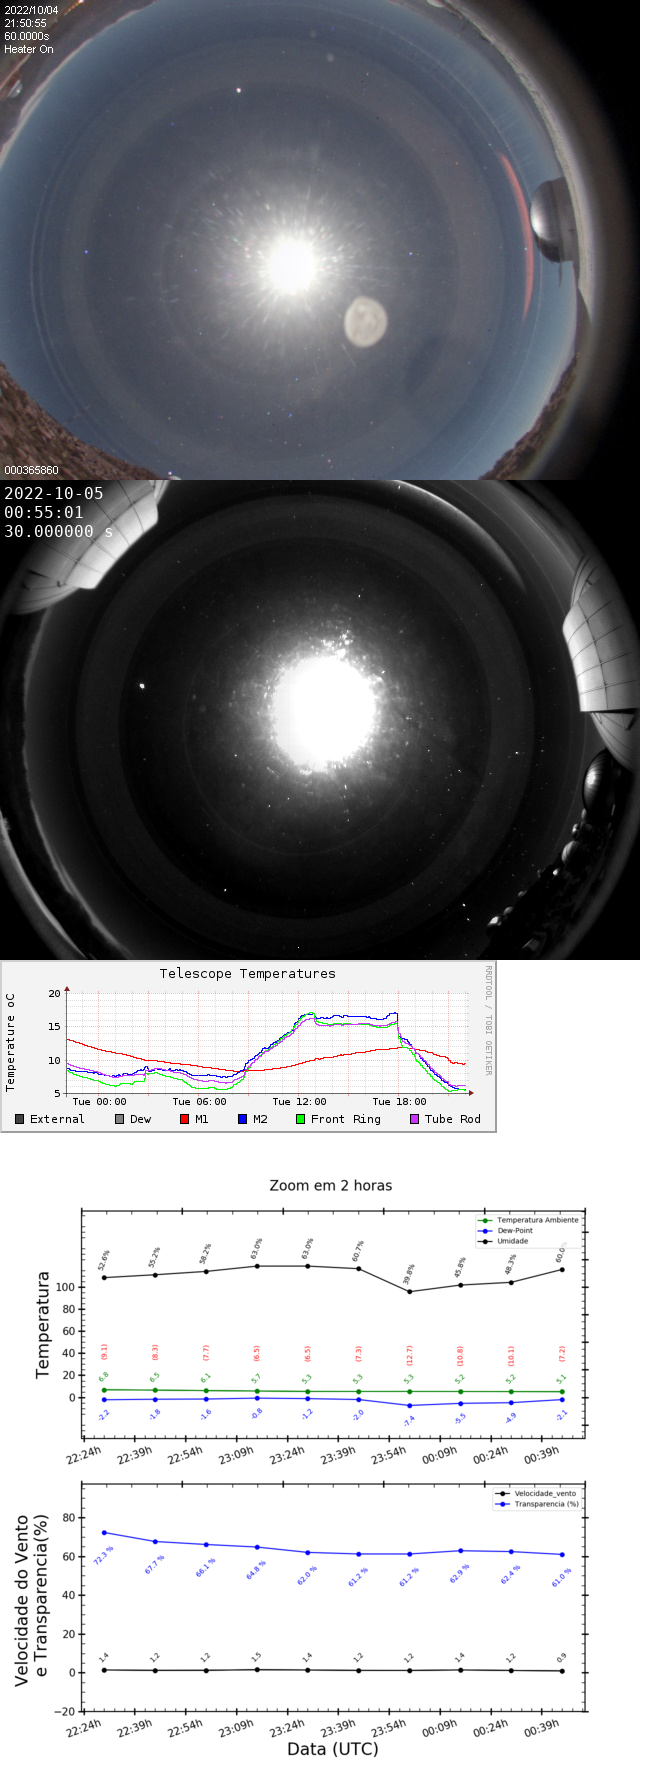 2022/10/04
21:50:55
60.0000s
Heater On
000365860
2022-10-05
00:55:01
30.000000 s
Telescope Temperatures
RRDTOOL / TOBI OETIKER
Temperature oC
20
15
10
5
Tue 00:00 Tue 06:00 Tue 12:00 Tue 18:00
External Dew M1 M2 Front Ring Tube Rod
Zoom em 2 horas
Temperatura Ambiente
Dew-Point
Umidade
Temperatura
100
80
60
40
20
0
52.6% 55.2% 58.2% 63.0% 63.0% 60.7% 39.8% 45.8% 48.3% 60.0
(9.1) (8.3) (7.7) (6.5) (6.5) (7.3) (12.7) (10.8) (10.1) (7.2)
6.8 6.5 6.1 5.7 5.3 5.3 5.3 5.2 5.2 5.1
-2.2 -1.8 -1.6 -0.8 -1.2 -2.0 -7.4 -5.5 -4.9 -2.1
22:24h 22:39h 22:54h 23:09h 23:24h 23:39h 23:54h 00:09h 00:24h 00:39h
Velocidade_vento
Transparencia (%)
Velocidade do Vento
e Transparencia(%)
80
60
40
20
0
−20
72.3 % 67.7 % 66.1 % 64.8 % 62.0 % 61.2 % 61.2 % 62.9 % 62.4 % 61.0 %
1.4 1.2 1.2 1.5 1.4 1.2 1.2 1.4 1.2 0.9
22:24h 22:39h 22:54h 23:09h 23:24h 23:39h 23:54h 00:09h 00:24h 00:39h
Data (UTC)